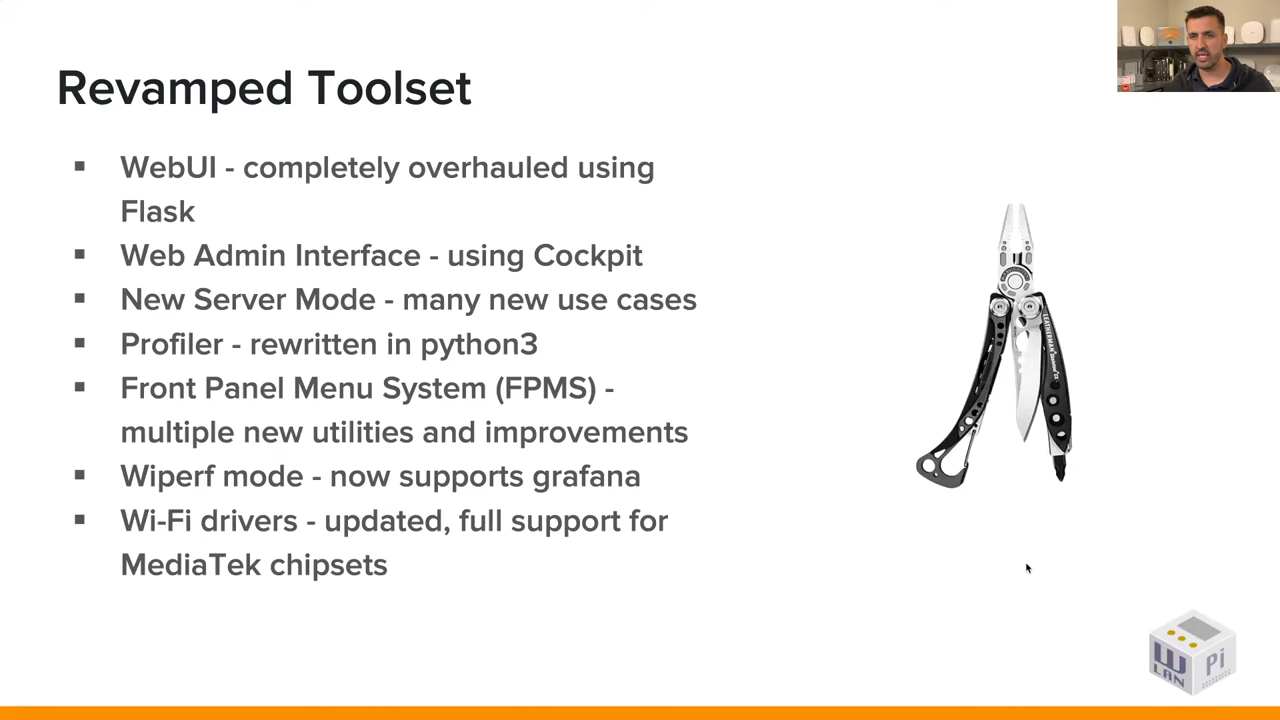 Revamped Toolset
WebUI - completely overhauled using
Flask
Web Admin Interface - using Cockpit
New Server Mode - many new use cases
Profiler - rewritten in python3
Front Panel Menu System (FPMS) -
multiple new utilities and improvements
Wiperf mode - now supports grafana
Wi-Fi drivers - updated, full support for
MediaTek chipsets
LEATHERMAN
W
LAN
Pi